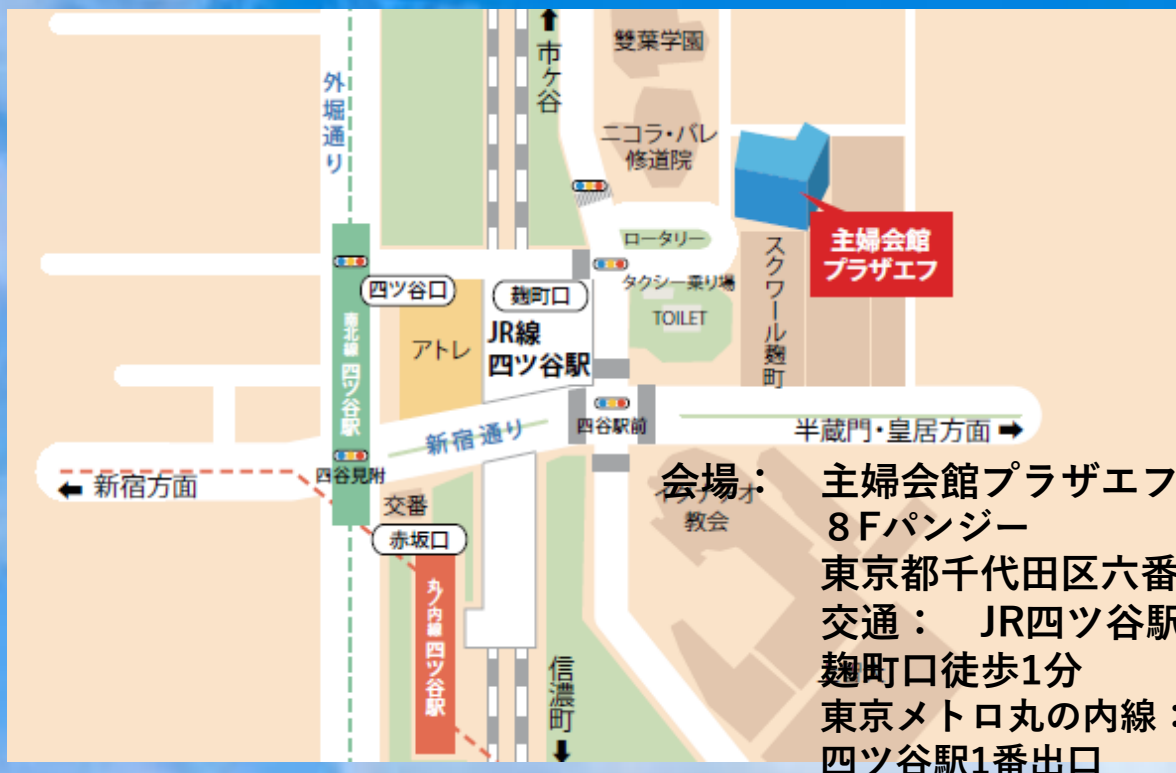 市ケ谷
雙葉学園
外堀通り
ニコラ・バレ
修道院
ロータリー
主婦会館
プラザエフ
四ツ谷口
麹町口
タクシー乗り場
スクワール麹町
TOILET
南北線 四ツ谷駅
アトレ
JR線
四ツ谷駅
新宿通り
四谷駅前
半蔵門・皇居方面
新宿方面
四谷見附
交番
赤坂口
教会
丸ノ内線 四ツ谷駅
信濃町
会場： 主婦会館プラザエフ
８Fパンジー
東京都千代田区六番
交通： JR四ツ谷駅
麹町口徒歩1分
東京メトロ丸の内線：
四ツ谷駅1番出口